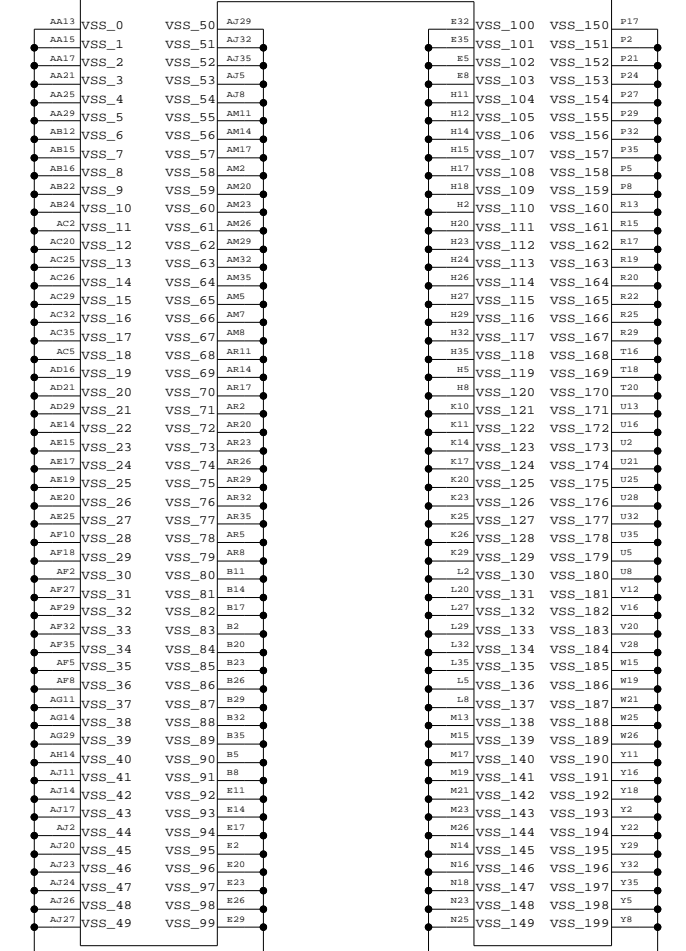 AA13 VSS_0 VSS_50 AJ29 E32 VSS_100 VSS_150 P17
AA15 VSS_1 VSS_51 AJ32 E35 VSS_101 VSS_151 P2
AA17 VSS_2 VSS_52 AJ35 E5 VSS_102 VSS_152 P21
AA21 VSS_3 VSS_53 AJ5 E8 VSS_103 VSS_153 P24
AA25 VSS_4 VSS_54 AJ8 H11 VSS_104 VSS_154 P27
AA29 VSS_5 VSS_55 AM11 H12 VSS_105 VSS_155 P29
AB12 VSS_6 VSS_56 AM14 H14 VSS_106 VSS_156 P32
AB15 VSS_7 VSS_57 AM17 H15 VSS_107 VSS_157 P35
AB16 VSS_8 VSS_58 AM2 H17 VSS_108 VSS_158 P5
AB22 VSS_9 VSS_59 AM20 H18 VSS_109 VSS_159 P8
AB24 VSS_10 VSS_60 AM23 H2 VSS_110 VSS_160 R13
AC2 VSS_11 VSS_61 AM26 H20 VSS_111 VSS_161 R15
AC20 VSS_12 VSS_62 AM29 H23 VSS_112 VSS_162 R17
AC25 VSS_13 VSS_63 AM32 H24 VSS_113 VSS_163 R19
AC26 VSS_14 VSS_64 AM35 H26 VSS_114 VSS_164 R20
AC29 VSS_15 VSS_65 AM5 H27 VSS_115 VSS_165 R22
AC32 VSS_16 VSS_66 AM7 H29 VSS_116 VSS_166 R25
AC35 VSS_17 VSS_67 AM8 H32 VSS_117 VSS_167 R29
AC5 VSS_18 VSS_68 AR11 H35 VSS_118 VSS_168 T16
AD16 VSS_19 VSS_69 AR14 H5 VSS_119 VSS_169 T18
AD21 VSS_20 VSS_70 AR17 H8 VSS_120 VSS_170 T20
AD29 VSS_21 VSS_71 AR2 K10 VSS_121 VSS_171 U13
AE14 VSS_22 VSS_72 AR20 K11 VSS_122 VSS_172 U16
AE15 VSS_23 VSS_73 AR23 K14 VSS_123 VSS_173 U2
AE17 VSS_24 VSS_74 AR26 K17 VSS_124 VSS_174 U21
AE19 VSS_25 VSS_75 AR29 K20 VSS_125 VSS_175 U25
AE20 VSS_26 VSS_76 AR32 K23 VSS_126 VSS_176 U28
AE25 VSS_27 VSS_77 AR35 K25 VSS_127 VSS_177 U32
AF10 VSS_28 VSS_78 AR5 K26 VSS_128 VSS_178 U35
AF18 VSS_29 VSS_79 AR8 K29 VSS_129 VSS_179 U5
AF2 VSS_30 VSS_80 B11 L2 VSS_130 VSS_180 U8
AF27 VSS_31 VSS_81 B14 L20 VSS_131 VSS_181 V12
AF29 VSS_32 VSS_82 B17 L27 VSS_132 VSS_182 V16
AF32 VSS_33 VSS_83 B2 L29 VSS_133 VSS_183 V20
AF35 VSS_34 VSS_84 B20 L32 VSS_134 VSS_184 V28
AF5 VSS_35 VSS_85 B23 L35 VSS_135 VSS_185 W15
AF8 VSS_36 VSS_86 B26 L5 VSS_136 VSS_186 W19
AG11 VSS_37 VSS_87 B29 L8 VSS_137 VSS_187 W21
AG14 VSS_38 VSS_88 B32 M13 VSS_138 VSS_188 W25
AG29 VSS_39 VSS_89 B35 M15 VSS_139 VSS_189 W26
AH14 VSS_40 VSS_90 B5 M17 VSS_140 VSS_190 Y11
AJ11 VSS_41 VSS_91 B8 M19 VSS_141 VSS_191 Y16
AJ14 VSS_42 VSS_92 E11 M21 VSS_142 VSS_192 Y18
AJ17 VSS_43 VSS_93 E14 M23 VSS_143 VSS_193 Y2
AJ2 VSS_44 VSS_94 E17 M26 VSS_144 VSS_194 Y22
AJ20 VSS_45 VSS_95 E2 N14 VSS_145 VSS_195 Y29
AJ23 VSS_46 VSS_96 E20 N16 VSS_146 VSS_196 Y32
AJ24 VSS_47 VSS_97 E23 N18 VSS_147 VSS_197 Y35
AJ26 VSS_48 VSS_98 E26 N23 VSS_148 VSS_198 Y5
AJ27 VSS_49 VSS_99 E29 N25 VSS_149 VSS_199 Y8